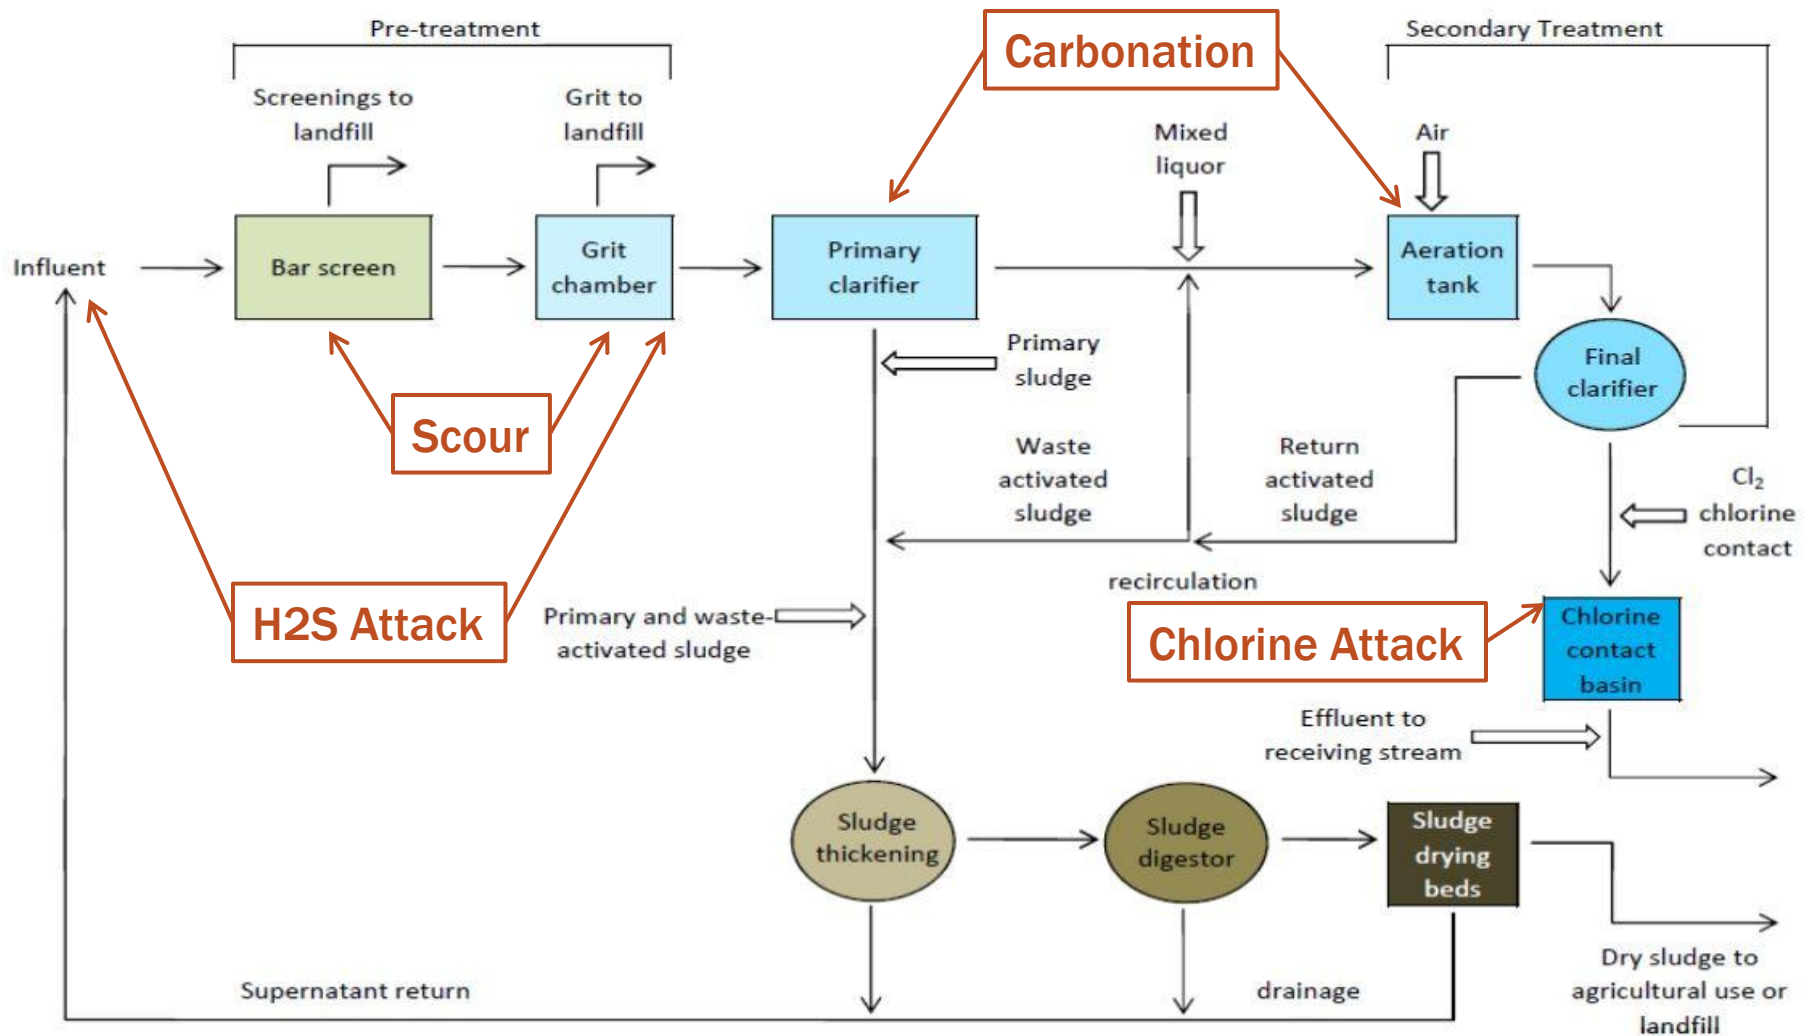 Pre-treatment
Carbonation
Secondary Treatment
Screenings to
landfill
Grit to
landfill
Mixed
liquor
Air
Influent
Bar screen
Grit
chamber
Primary
clarifier
Aeration
tank
Primary
sludge
Final
clarifier
Scour
Waste
activated
sludge
Return
activated
sludge
Cl₂
chlorine
contact
recirculation
H2S Attack
Primary and waste-
activated sludge
Chlorine Attack
Chlorine
contact
basin
Effluent to
receiving stream
Sludge
thickening
Sludge
digestor
Sludge
drying
beds
Supernatant return
drainage
Dry sludge to
agricultural use or
landfill